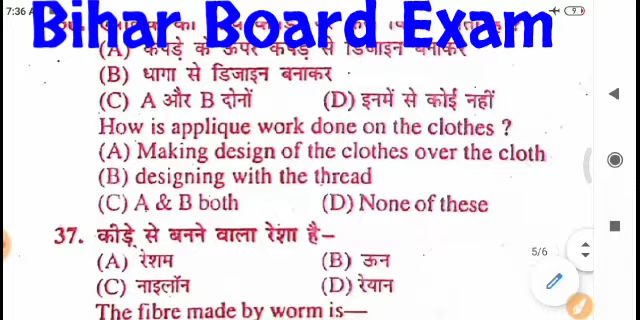 7:36
Bihar Board Exam
(A) कपड़े के ऊपर कपड़े से डिजाइन बनाकर
(B) धागा से डिजाइन बनाकर
(C) A और B दोनों (D) इनमें से कोई नहीं
How is applique work done on the clothes ?
(A) Making design of the clothes over the cloth
(B) designing with the thread
(C) A & B both (D) None of these
37. कीड़े से बनने वाला रेशा है–
(A) रेशम (B) ऊन
5/6
(C) नाइलॉन (D) रेयान
The fibre made by worm is—